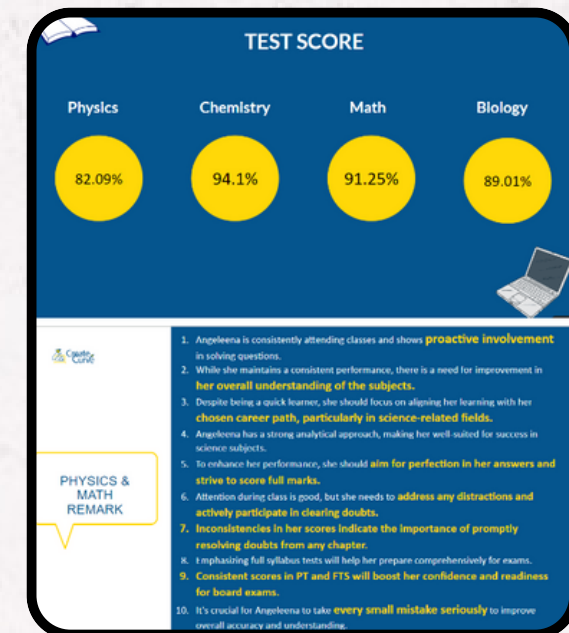 TEST SCORE
Physics Chemistry Math Biology
82.09% 94.1% 91.25% 89.01%
Curve
PHYSICS &
MATH
REMARK
1. Angeleena is consistently attending classes and shows proactive involvement
in solving questions.
2. While she maintains a consistent performance, there is a need for improvement in
her overall understanding of the subjects.
3. Despite being a quick learner, she should focus on aligning her learning with her
chosen career path, particularly in science-related fields.
4. Angeleena has a strong analytical approach, making her well-suited for success in
science subjects.
5. To enhance her performance, she should aim for perfection in her answers and
strive to score full marks.
6. Attention during class is good, but she needs to address any distractions and
actively participate in clearing doubts.
7. Inconsistencies in her scores indicate the importance of promptly
resolving doubts from any chapter.
8. Emphasizing full syllabus tests will help her prepare comprehensively for exams.
9. Consistent scores in PT and FTS will boost her confidence and readiness
for board exams.
10. It's crucial for Angeleena to take every small mistake seriously to improve
overall accuracy and understanding.